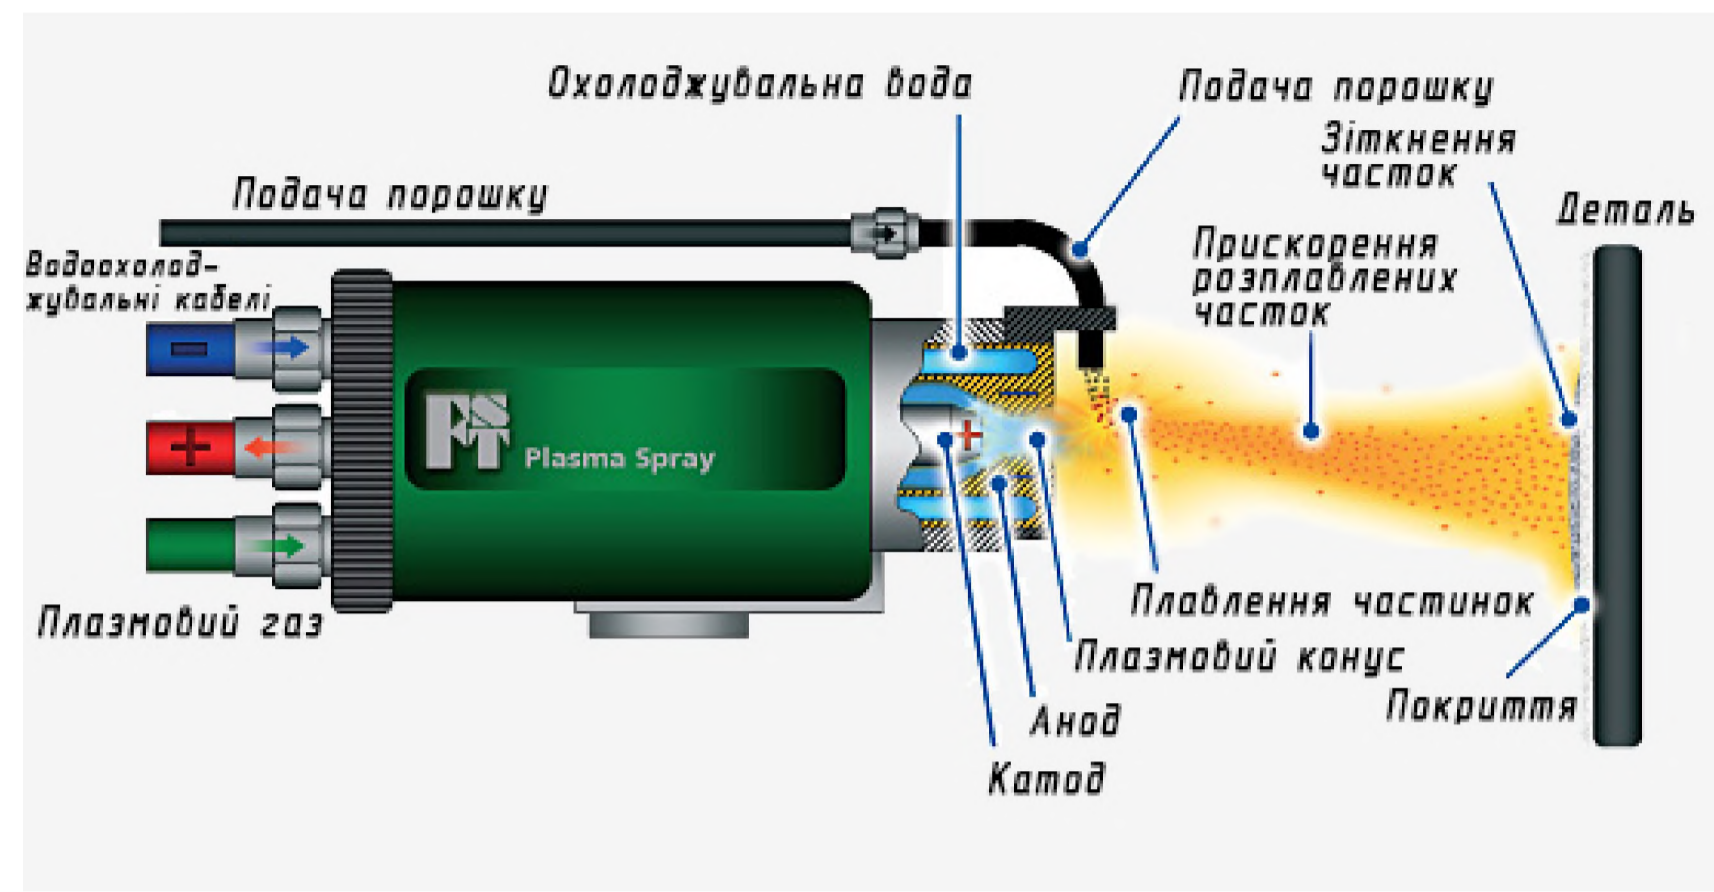 Охолоджувальна вода
Подача порошку
Зіткнення
часток
Подача порошку
Деталь
Прискорення
розплавлених
часток
Водоохолод-
жувальні кабелі
PST
Plasma Spray
Плазмовий газ
Плавлення частинок
Плазмовий конус
Покриття
Анод
Катод